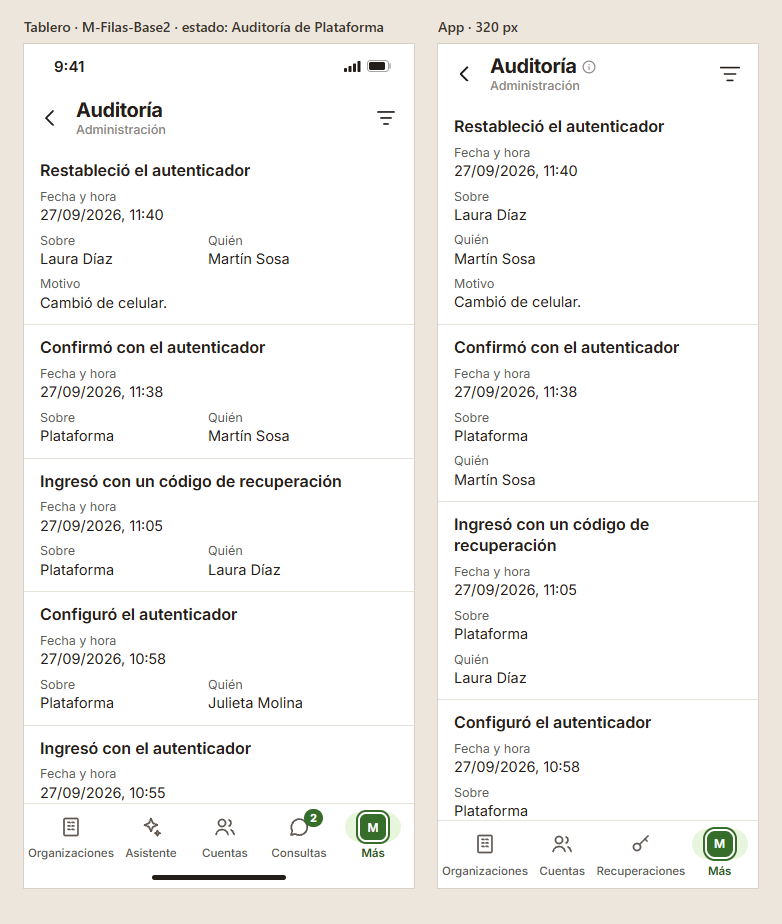 Tablero · M-Filas-Base2 · estado: Auditoría de Plataforma
9:41
Auditoría
Administración
Restableció el autenticador
Fecha y hora
27/09/2026, 11:40
Sobre Quién
Laura Díaz Martín Sosa
Motivo
Cambió de celular.
Confirmó con el autenticador
Fecha y hora
27/09/2026, 11:38
Sobre Quién
Plataforma Martín Sosa
Ingresó con un código de recuperación
Fecha y hora
27/09/2026, 11:05
Sobre Quién
Plataforma Laura Díaz
Configuró el autenticador
Fecha y hora
27/09/2026, 10:58
Sobre Quién
Plataforma Julieta Molina
Ingresó con el autenticador
Fecha y hora
27/09/2026, 10:55
2
M
Organizaciones Asistente Cuentas Consultas Más
App · 320 px
Auditoría
Administración
Restableció el autenticador
Fecha y hora
27/09/2026, 11:40
Sobre
Laura Díaz
Quién
Martín Sosa
Motivo
Cambió de celular.
Confirmó con el autenticador
Fecha y hora
27/09/2026, 11:38
Sobre
Plataforma
Quién
Martín Sosa
Ingresó con un código de
recuperación
Fecha y hora
27/09/2026, 11:05
Sobre
Plataforma
Quién
Laura Díaz
Configuró el autenticador
Fecha y hora
27/09/2026, 10:58
Sobre
Plataforma
M
Organizaciones Cuentas Recuperaciones Más